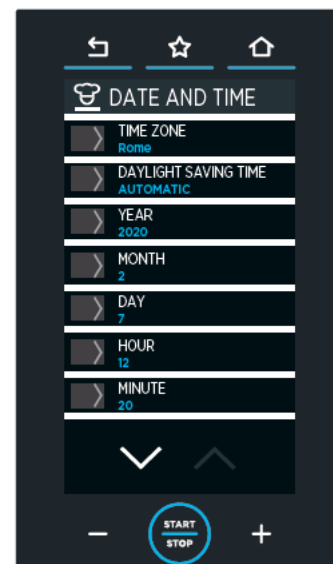 DATE AND TIME
TIME ZONE
Rome
DAYLIGHT SAVING TIME
AUTOMATIC
YEAR
2020
MONTH
2
DAY
7
HOUR
12
MINUTE
20
START
STOP